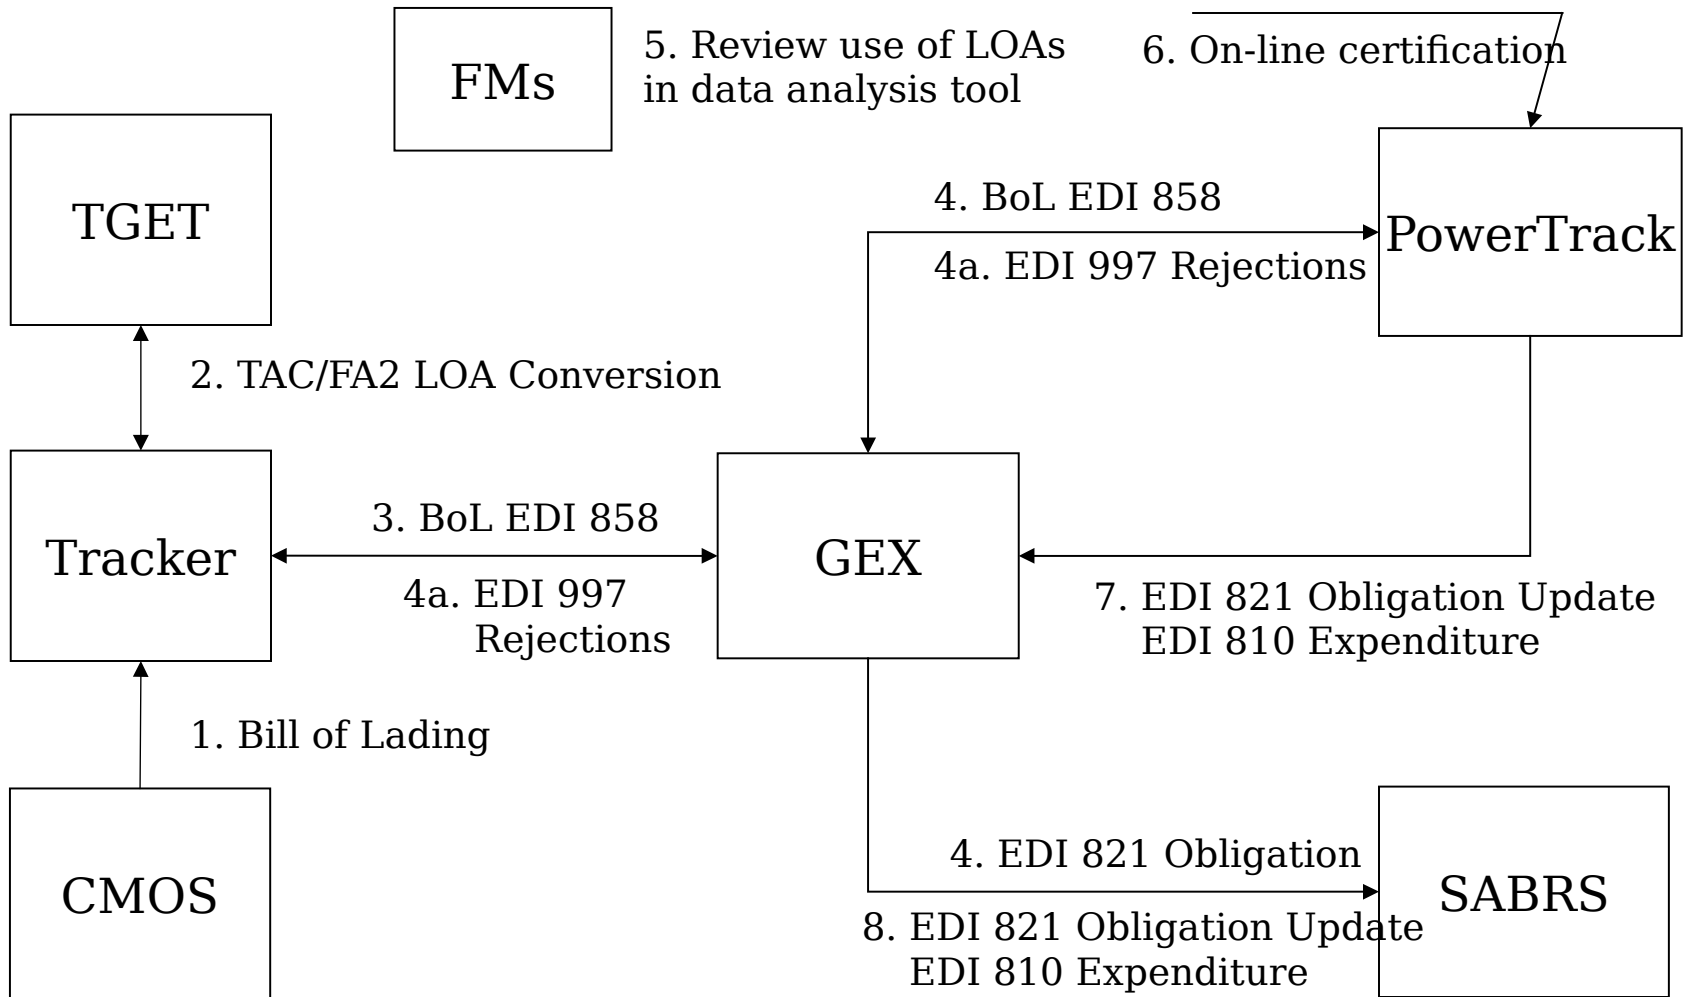 5. Review use of LOAs
in data analysis tool
6. On-line certification
FMs
TGET
4. BoL EDI 858
PowerTrack
4a. EDI 997 Rejections
2. TAC/FA2 LOA Conversion
3. BoL EDI 858
Tracker
GEX
4a. EDI 997
Rejections
7. EDI 821 Obligation Update
EDI 810 Expenditure
1. Bill of Lading
4. EDI 821 Obligation
CMOS
SABRS
8. EDI 821 Obligation Update
EDI 810 Expenditure